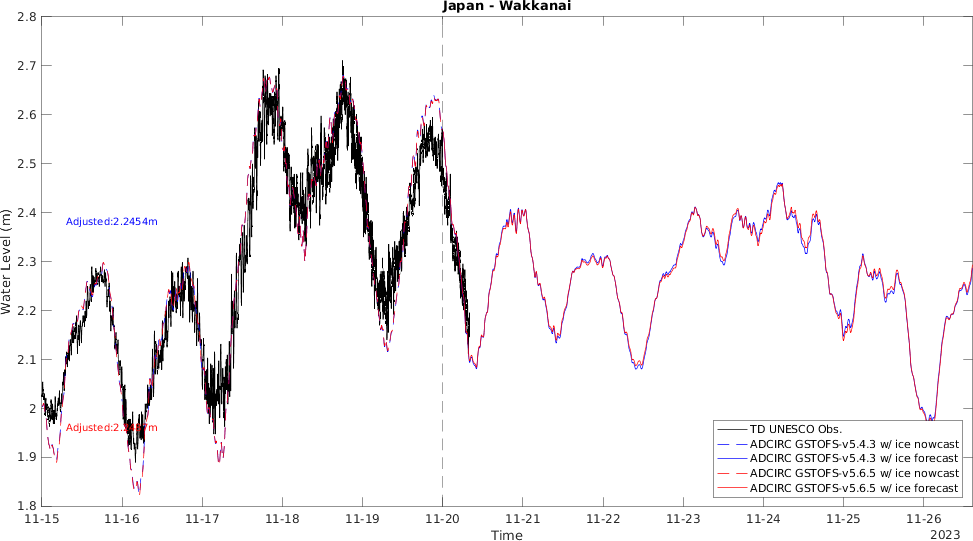 Japan - Wakkanai
2.8
2.7
2.6
2.5
2.4
2.3
2.2
2.1
2
1.9
1.8
Water Level (m)
Adjusted:2.2454m
11-15
11-16
11-17
11-18
11-19
11-20
11-21
11-22
11-23
11-24
11-25
11-26
2023
Time
TD UNESCO Obs.
ADCIRC GSTOFS-v5.4.3 w/ ice nowcast
ADCIRC GSTOFS-v5.4.3 w/ ice forecast
ADCIRC GSTOFS-v5.6.5 w/ ice nowcast
ADCIRC GSTOFS-v5.6.5 w/ ice forecast